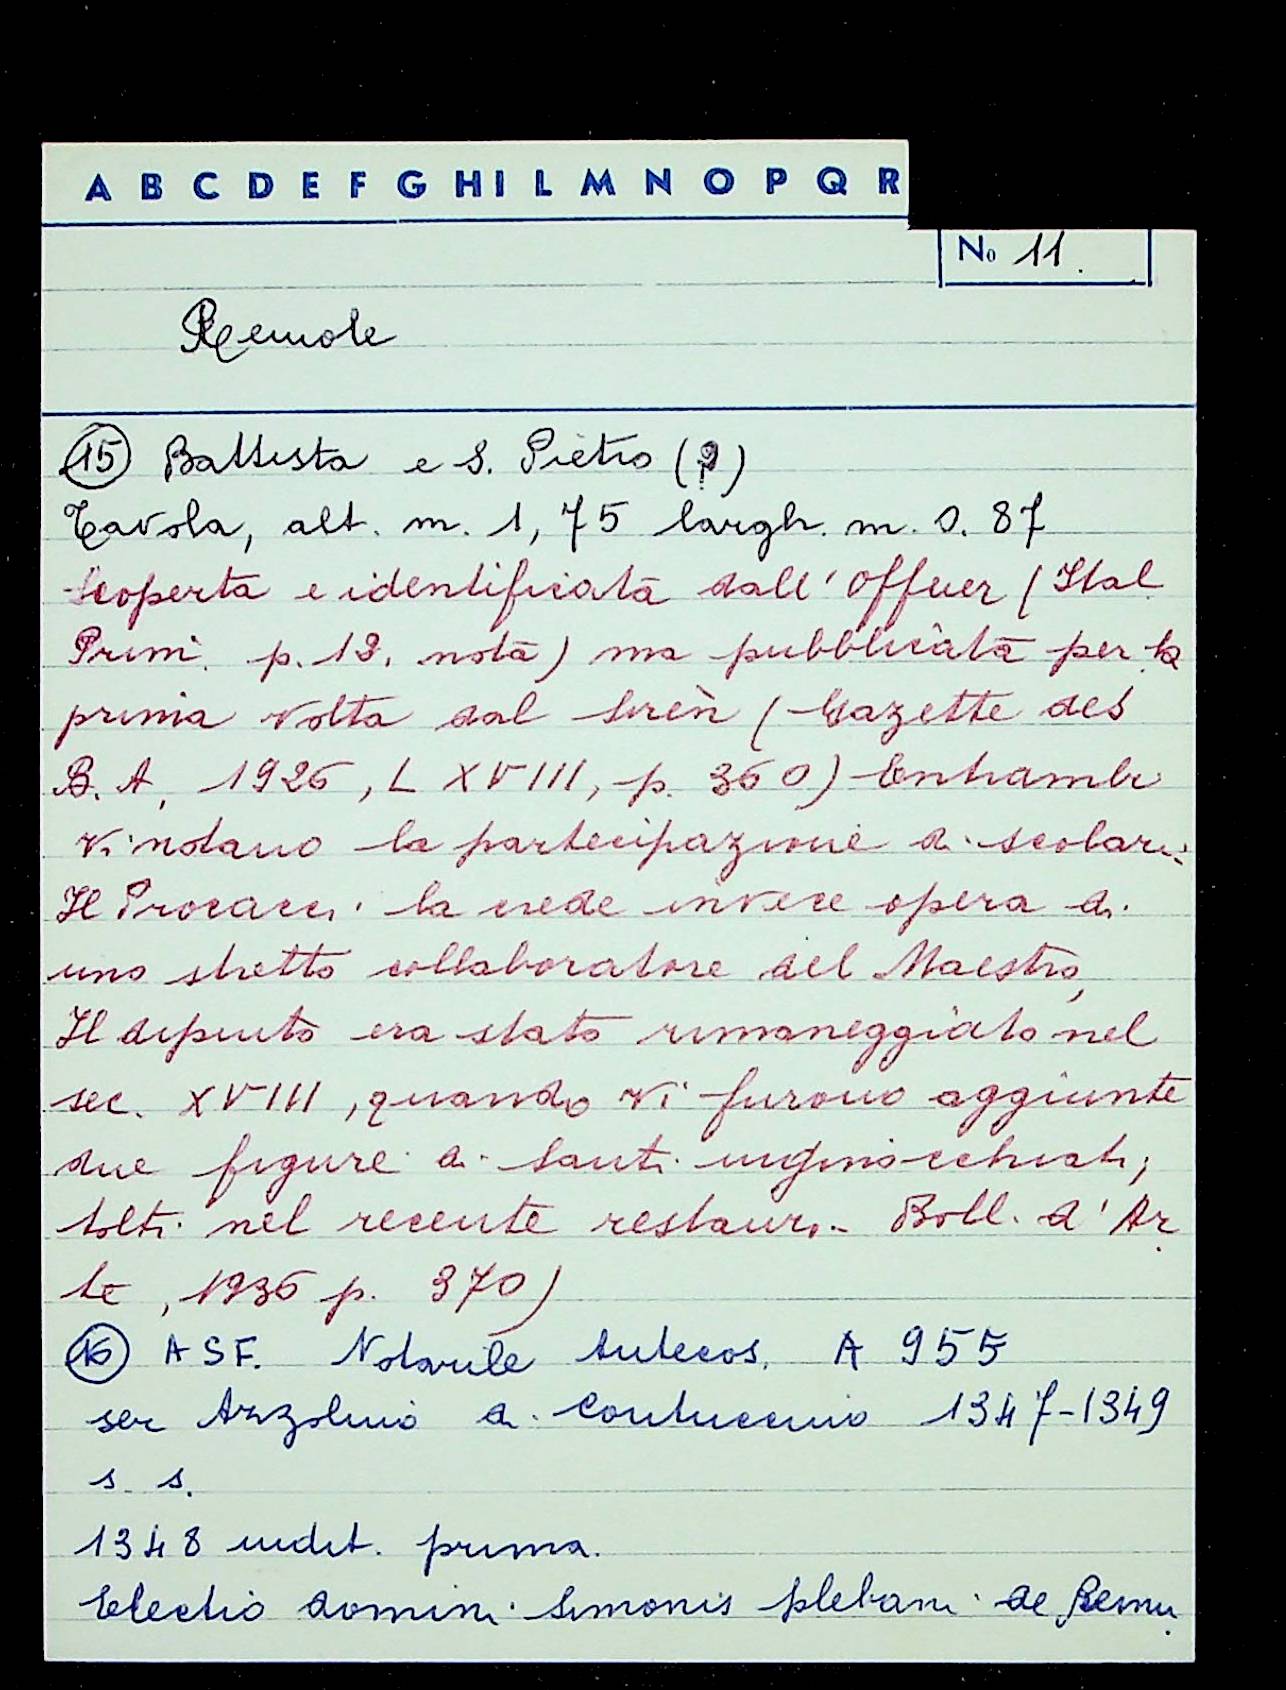 A B C D E F G H I L M N O P Q R
No 11.
Remole
15 Battista e S. Pietro (?)
Tavola, alt. m. 1,75 largh. m. 0.87
Scoperta e identificata dall'Offner (Ital
Primi. p. 13, nota) ma pubblicata per la
prima volta dal Sirèn (Gazette des
B. A, 1926, L XVIII, p. 360) Entrambi
vi notano la partecipazione di scolari.
Il Procacci la crede invece opera di
uno stretto collaboratore del Maestro,
Il dipinto era stato rimaneggiato nel
sec. XVIII, quando vi furono aggiunte
due figure di Santi inginocchiati,
tolti nel recente restauro. Boll. d'Ar
te, 1936 p. 370)
16 ASF. Notarile Antecos. A 955
ser Arzolino di Contuccino 1347-1349
s. s.
1348 indit. prima.
Electio domini Simonis plebani de Remu